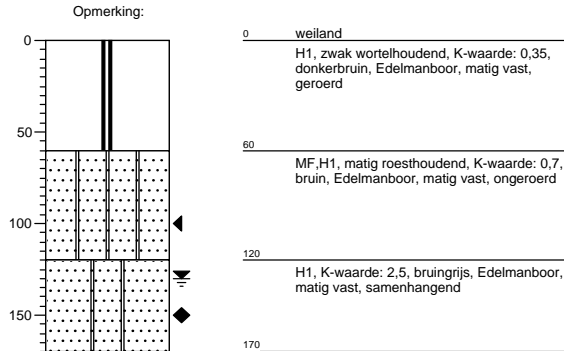 Opmerking:
0
50
100
150
0 weiland
H1, zwak wortelhoudend, K-waarde: 0,35,
donkerbruin, Edelmanboor, matig vast,
geroerd
60
MF,H1, matig roesthoudend, K-waarde: 0,7,
bruin, Edelmanboor, matig vast, ongeroerd
120
H1, K-waarde: 2,5, bruingrijs, Edelmanboor,
matig vast, samenhangend
170